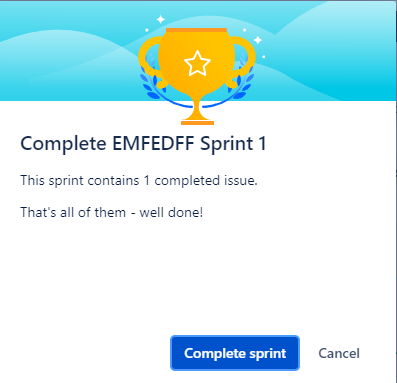 Complete EMFEDFF Sprint 1
This sprint contains 1 completed issue.
That's all of them - well done!
Complete sprint
Cancel